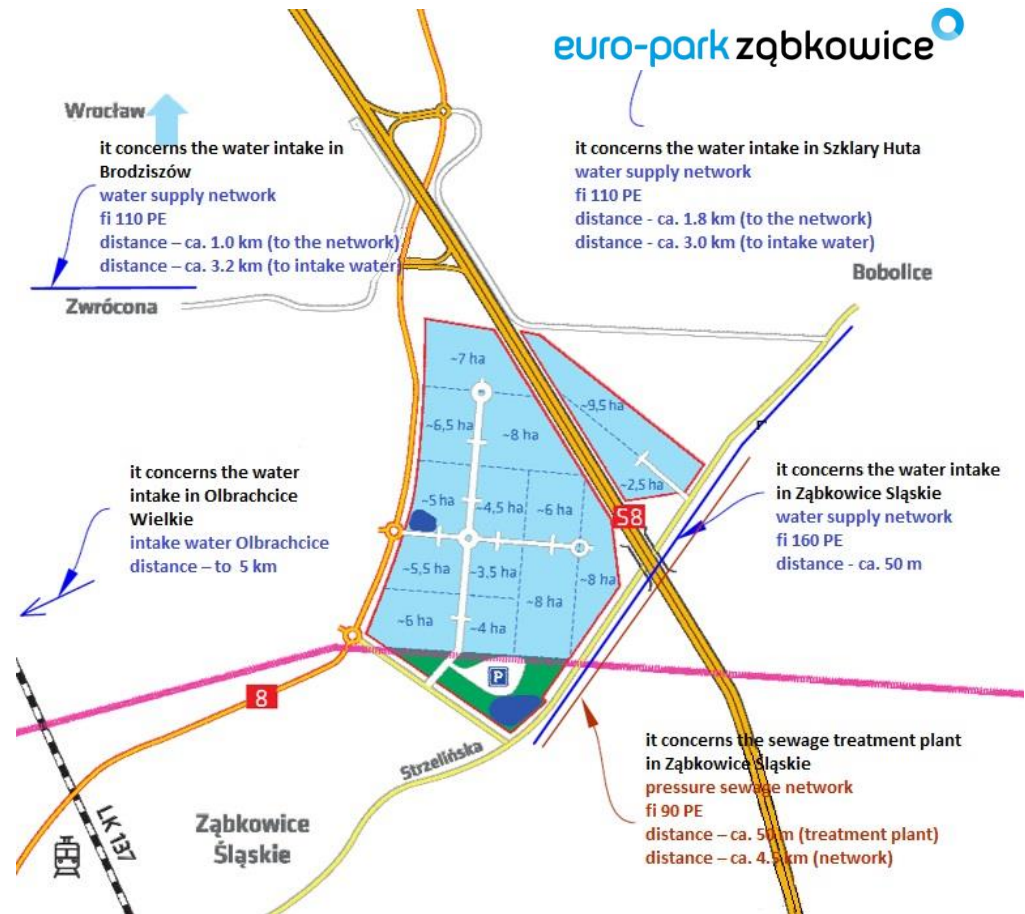 euro-park ząbkowice
Wrocław
it concerns the water intake in
Brodziszów
water supply network
fi 110 PE
distance – ca. 1.0 km (to the network)
distance – ca. 3.2 km (to intake water)
Zwrócona
it concerns the water intake in Szklary Huta
water supply network
fi 110 PE
distance - ca. 1.8 km (to the network)
distance - ca. 3.0 km (to intake water)
Bobolice
~7 ha
~6,5 ha
~8 ha
~9,5 ha
~2,5 ha
~5 ha
~4,5 ha
~6 ha
~5,5 ha
~3,5 ha
~8 ha
~8 ha
~6 ha
~4 ha
S8
P
it concerns the water
intake in Olbrachcice
Wielkie
intake water Olbrachcice
distance – to 5 km
it concerns the water intake
in Ząbkowice Sląskie
water supply network
fi 160 PE
distance - ca. 50 m
8
Strzelińska
it concerns the sewage treatment plant
in Ząbkowice Śląskie
pressure sewage network
fi 90 PE
distance – ca. 50 m (treatment plant)
distance – ca. 4.5 km (network)
Ząbkowice
Śląskie
LK 137